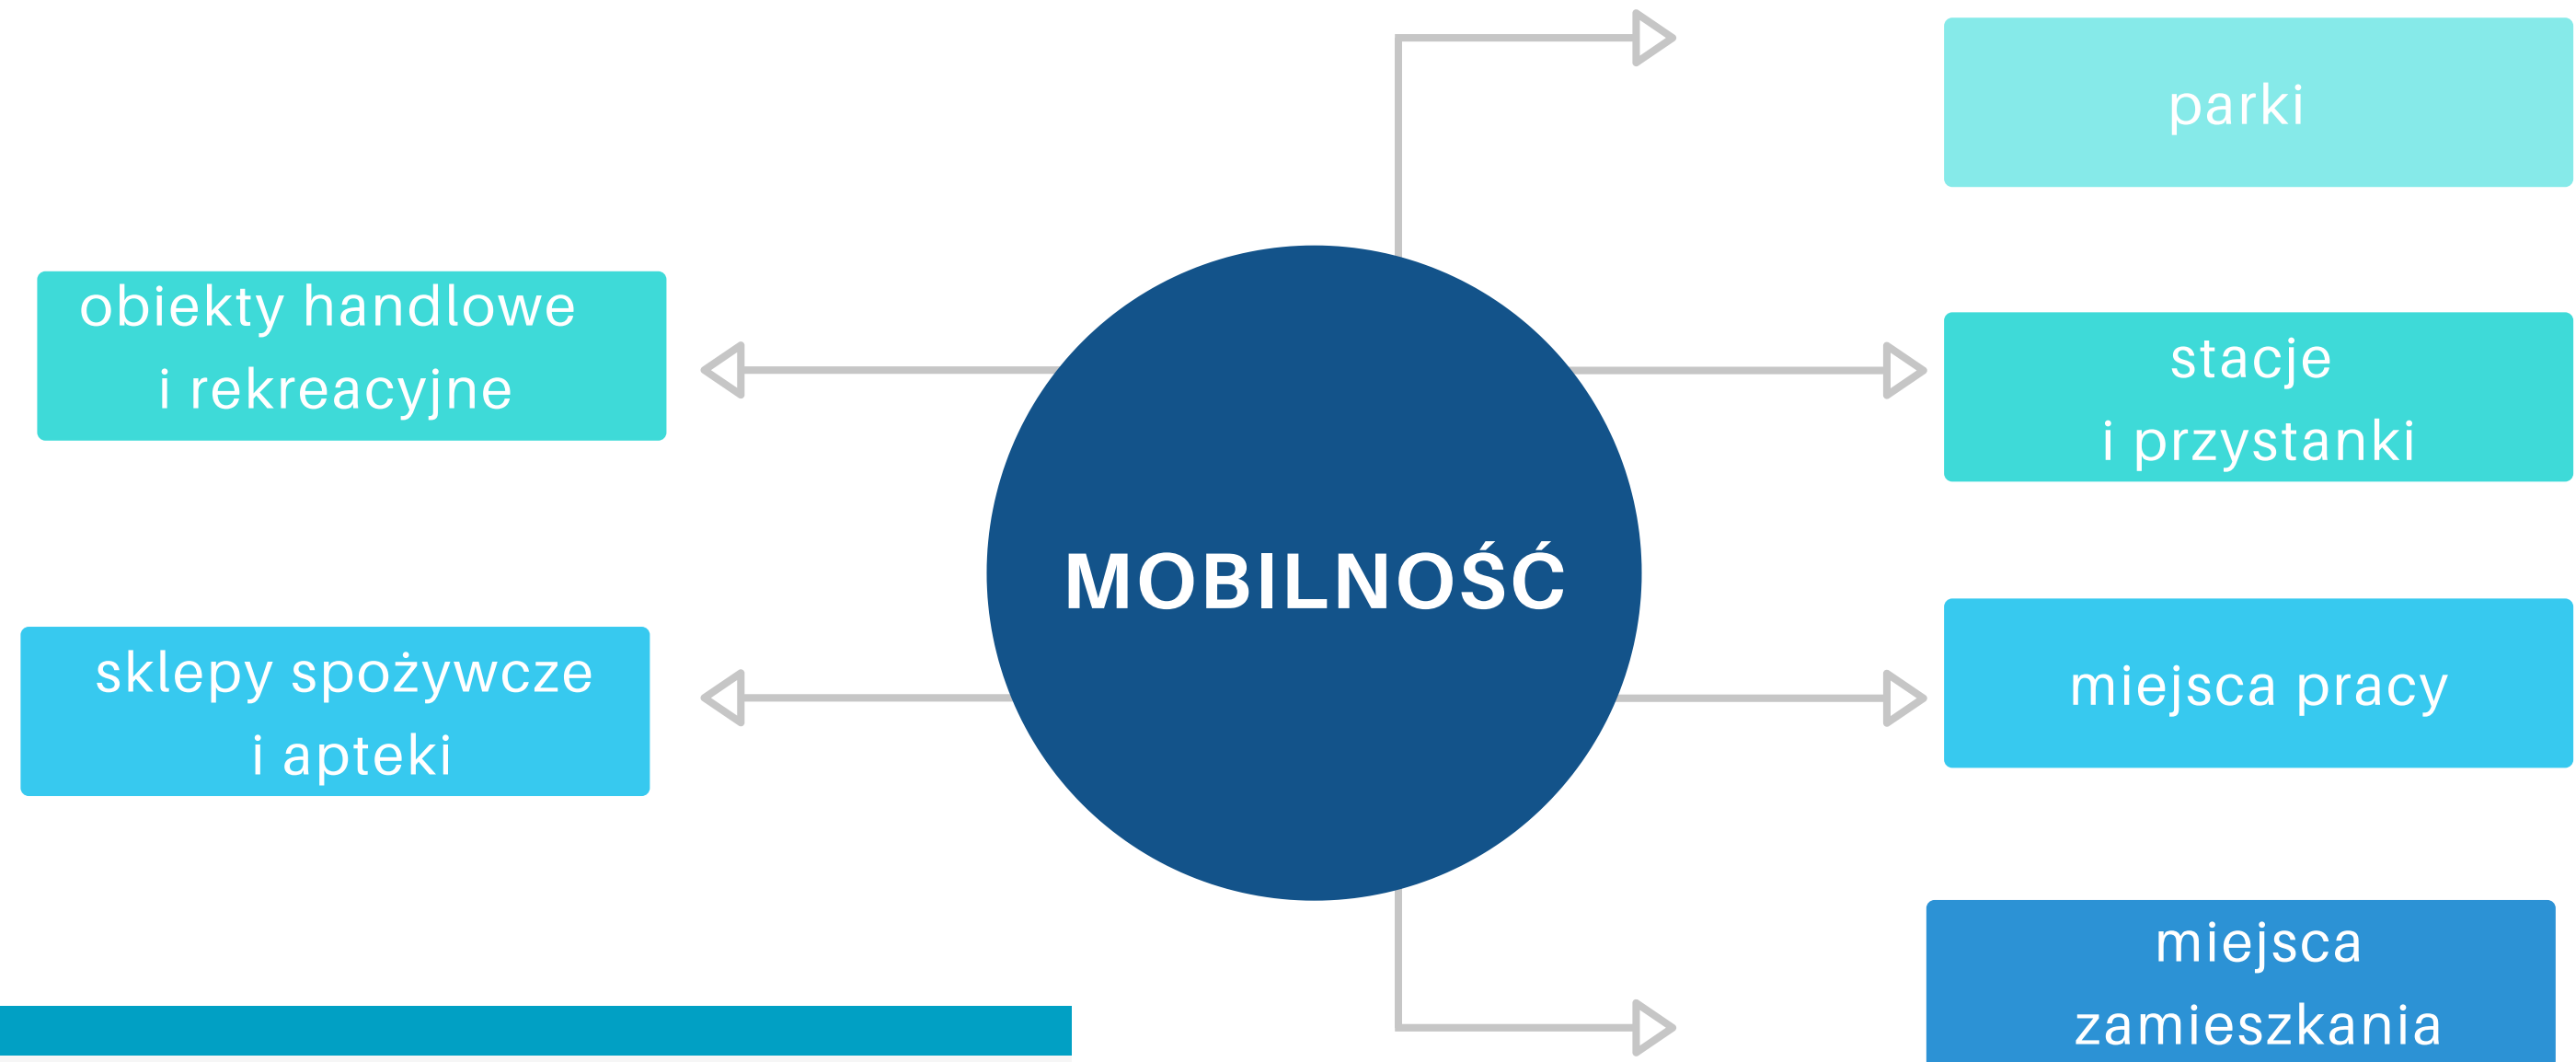 parki
obiekty handlowe
i rekreacyjne
stacje
i przystanki
MOBILNOŚĆ
sklepy spożywcze
i apteki
miejsca pracy
miejsca
zamieszkania